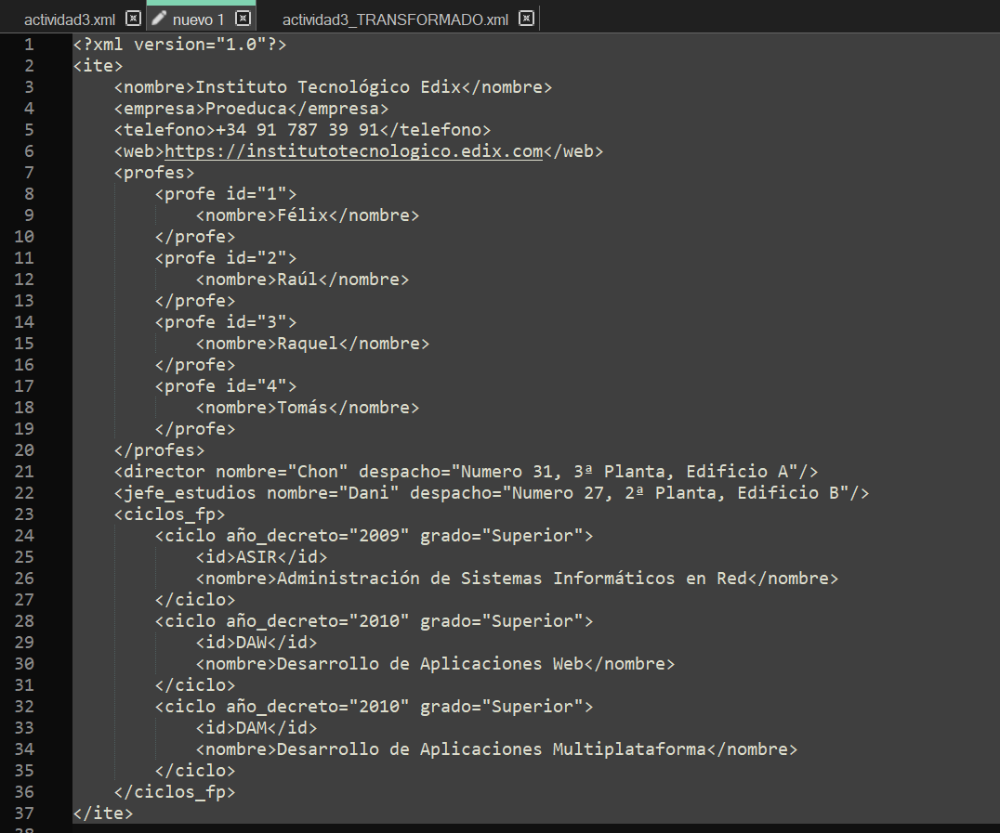 actividad3.xml nuevo 1 actividad3_TRANSFORMADO.xml
1 <?xml version="1.0"?>
2 <ite>
3 <nombre>Instituto Tecnológico Edix</nombre>
4 <empresa>Proeduca</empresa>
5 <telefono>+34 91 787 39 91</telefono>
6 <web>https://institutotecnologico.edix.com</web>
7 <profes>
8 <profe id="1">
9 <nombre>Félix</nombre>
10 </profe>
11 <profe id="2">
12 <nombre>Raúl</nombre>
13 </profe>
14 <profe id="3">
15 <nombre>Raquel</nombre>
16 </profe>
17 <profe id="4">
18 <nombre>Tomás</nombre>
19 </profe>
20 </profes>
21 <director nombre="Chon" despacho="Numero 31, 3ª Planta, Edificio A"/>
22 <jefe_estudios nombre="Dani" despacho="Numero 27, 2ª Planta, Edificio B"/>
23 <ciclos_fp>
24 <ciclo año_decreto="2009" grado="Superior">
25 <id>ASIR</id>
26 <nombre>Administración de Sistemas Informáticos en Red</nombre>
27 </ciclo>
28 <ciclo año_decreto="2010" grado="Superior">
29 <id>DAW</id>
30 <nombre>Desarrollo de Aplicaciones Web</nombre>
31 </ciclo>
32 <ciclo año_decreto="2010" grado="Superior">
33 <id>DAM</id>
34 <nombre>Desarrollo de Aplicaciones Multiplataforma</nombre>
35 </ciclo>
36 </ciclos_fp>
37 </ite>
38